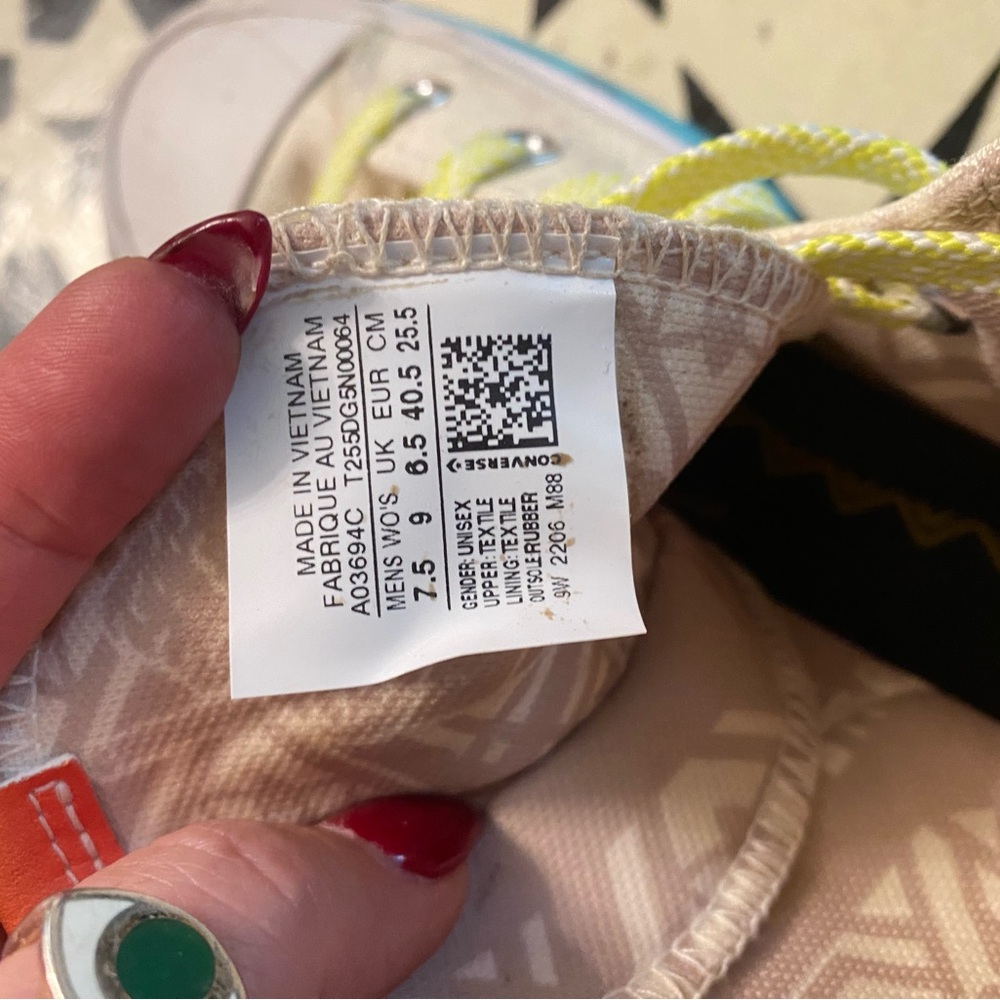 MADE IN VIETNAM
FABRIQUE AU VIETNAM
A03694C T255DG5N00064
MENS WO'S UK EUR CM
7.5 9 6.5 40.5 25.5
GENDER: UNISEX
UPPER: TEXTILE
LINING: TEXTILE
OUTSOLE:RUBBER
9W 2206 M88
CONVERSE